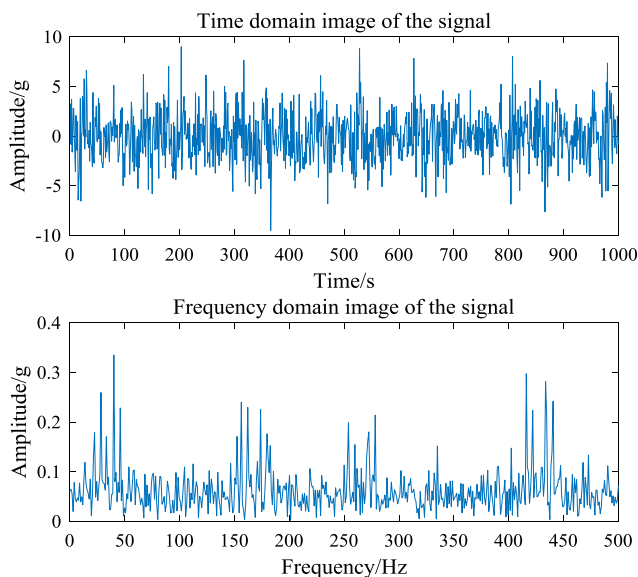 Time domain image of the signal
10
5
0
-5
-10
Amplitude/g
0 100 200 300 400 500 600 700 800 900 1000
Time/s
Frequency domain image of the signal
0.4
0.3
0.2
0.1
0
Amplitude/g
0 50 100 150 200 250 300 350 400 450 500
Frequency/Hz